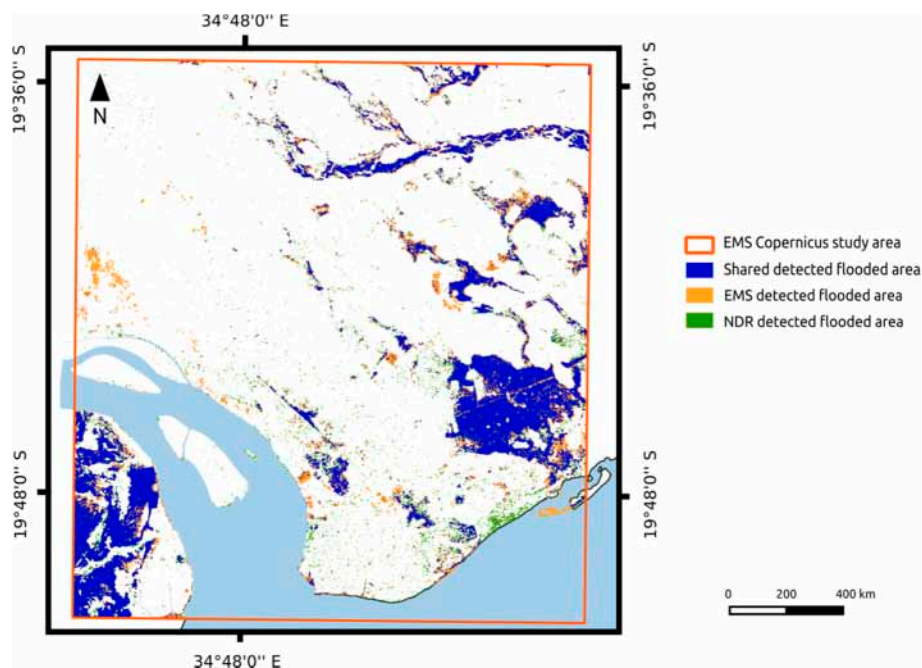 34°48'0'' E
19°36'0'' S
19°36'0'' S
N
EMS Copernicus study area
Shared detected flooded area
EMS detected flooded area
NDR detected flooded area
19°48'0'' S
19°48'0'' S
0 200 400 km
34°48'0'' E